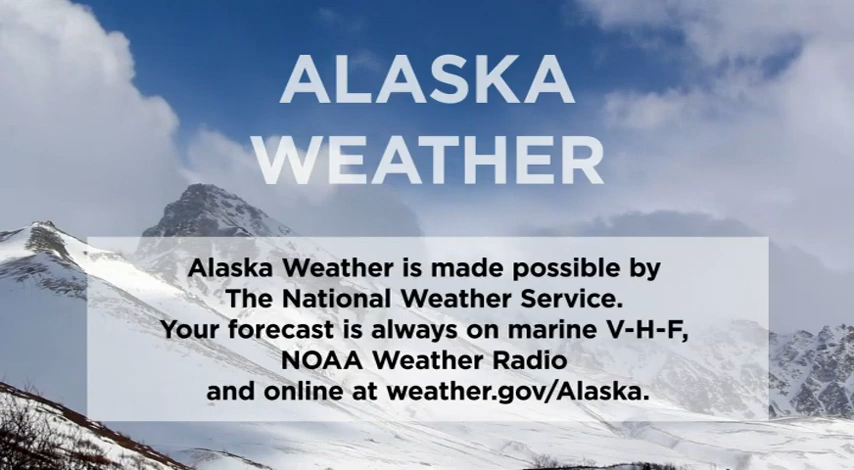 ALASKA
WEATHER
Alaska Weather is made possible by
The National Weather Service.
Your forecast is always on marine V-H-F,
NOAA Weather Radio
and online at weather.gov/Alaska.